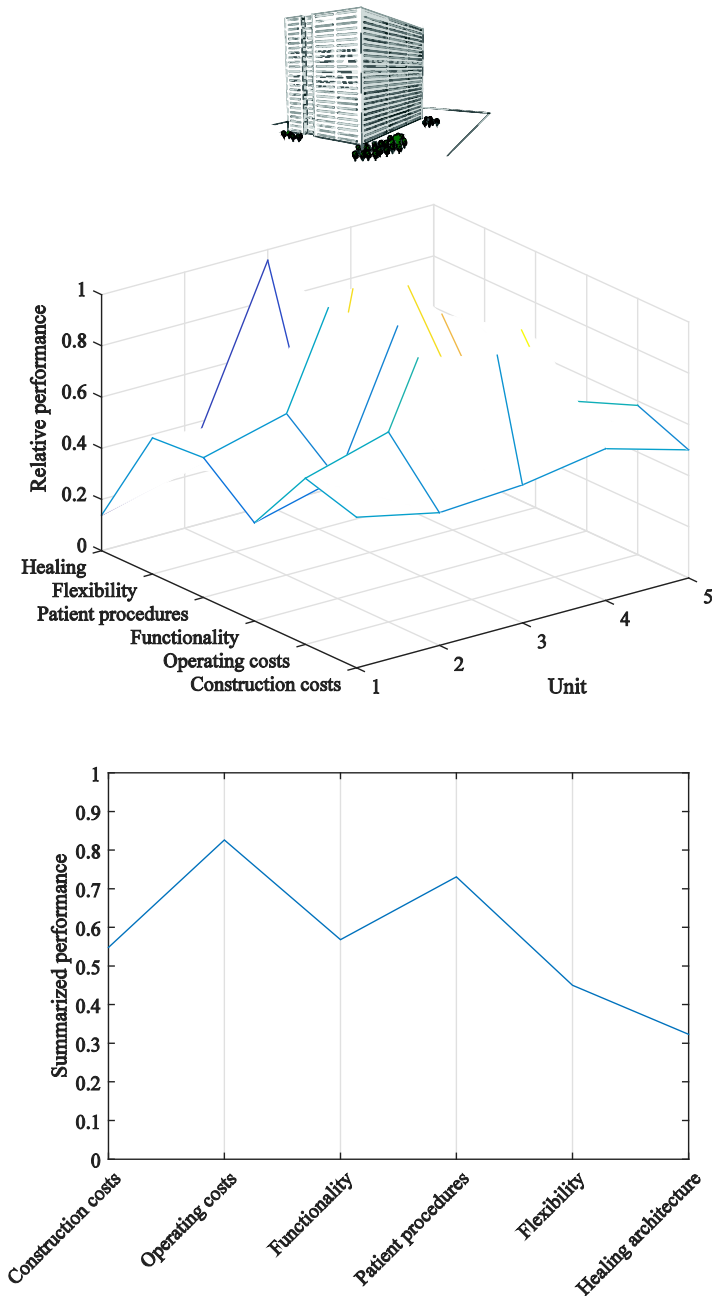 Relative performance
1
0.8
0.6
0.4
0.2
0
Healing
Flexibility
Patient procedures
Functionality
Operating costs
Construction costs
1
2
3
4
5
Unit
Summarized performance
1
0.9
0.8
0.7
0.6
0.5
0.4
0.3
0.2
0.1
0
Construction costs
Operating costs
Functionality
Patient procedures
Flexibility
Healing architecture